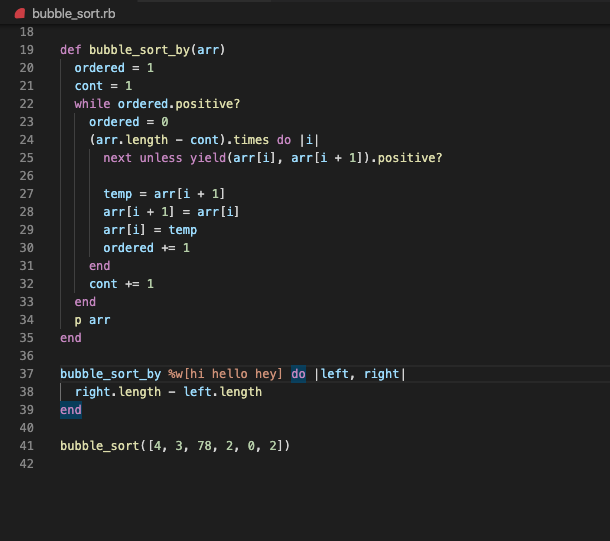 bubble_sort.rb
18
19 def bubble_sort_by(arr)
20   ordered = 1
21   cont = 1
22   while ordered.positive?
23     ordered = 0
24     (arr.length - cont).times do |i|
25       next unless yield(arr[i], arr[i + 1]).positive?
26
27       temp = arr[i + 1]
28       arr[i + 1] = arr[i]
29       arr[i] = temp
30       ordered += 1
31     end
32     cont += 1
33   end
34   p arr
35 end
36
37 bubble_sort_by %w[hi hello hey] do |left, right|
38   right.length - left.length
39 end
40
41 bubble_sort([4, 3, 78, 2, 0, 2])
42